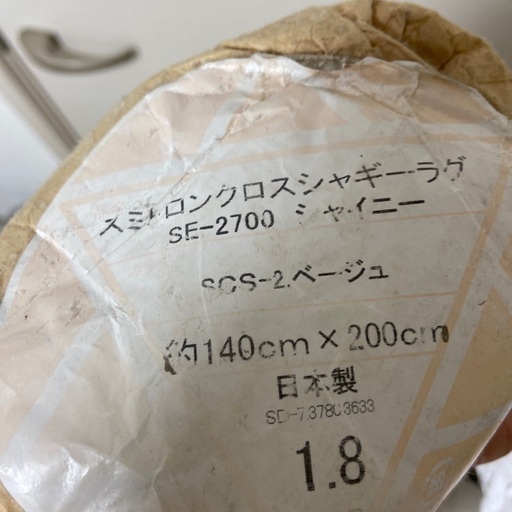 スミトロンクロスシャギーラグ
SE-2700 シャイニー
SCS-2.ベージュ
約140cm×200cm
日本製
1.8